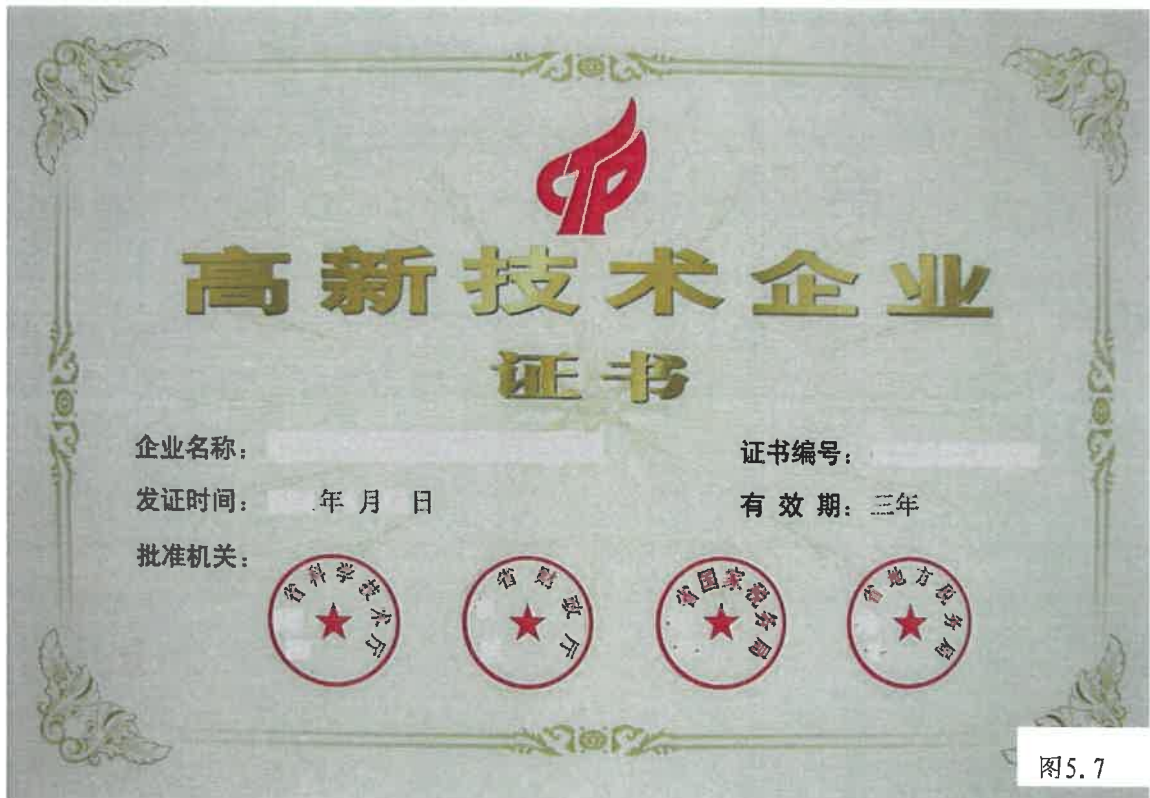 高新技术企业
证书
企业名称:
证书编号:
发证时间: 年 月 日
有 效 期: 三年
批准机关:
省科学技术厅
省财政厅
省国家税务局
省地方税务局
图5.7